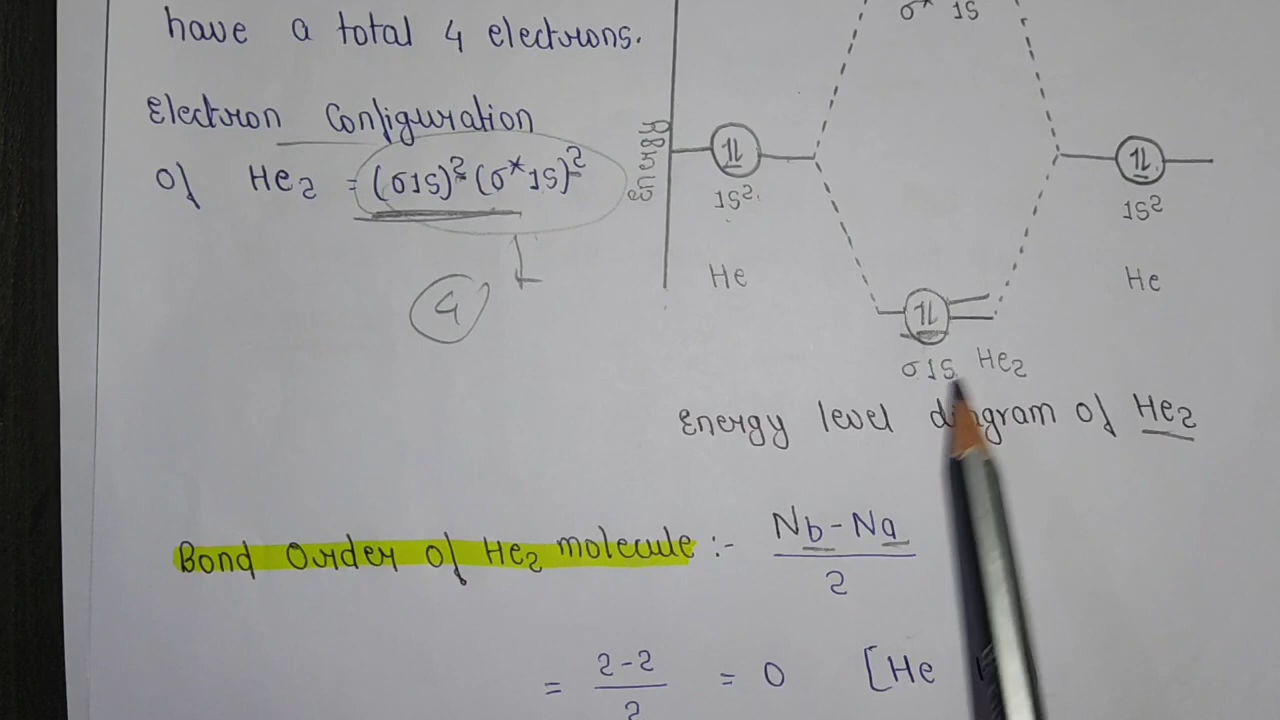 have a total 4 electrons.
Electron Configuration
of He₂ = (σ1s)² (σ*1s)²
4
σ* 1s
Energy
1s²
He
1s²
He
σ1s He₂
Energy level diagram of He₂
Bond Order of He₂ molecule :- Nb-Na
2
= 2-2 = 0 [He
2